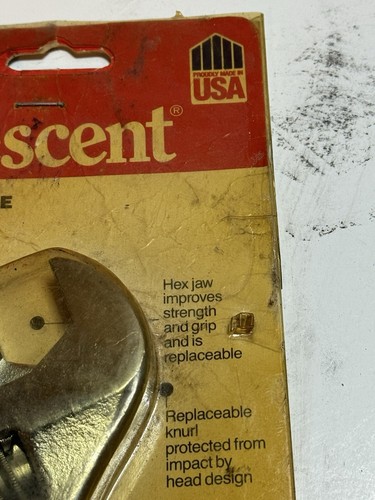 PROUDLY MADE IN
USA
scent®
E
Hex jaw
improves
strength
and grip
and is
replaceable
Replaceable
knurl
protected from
impact by
head design